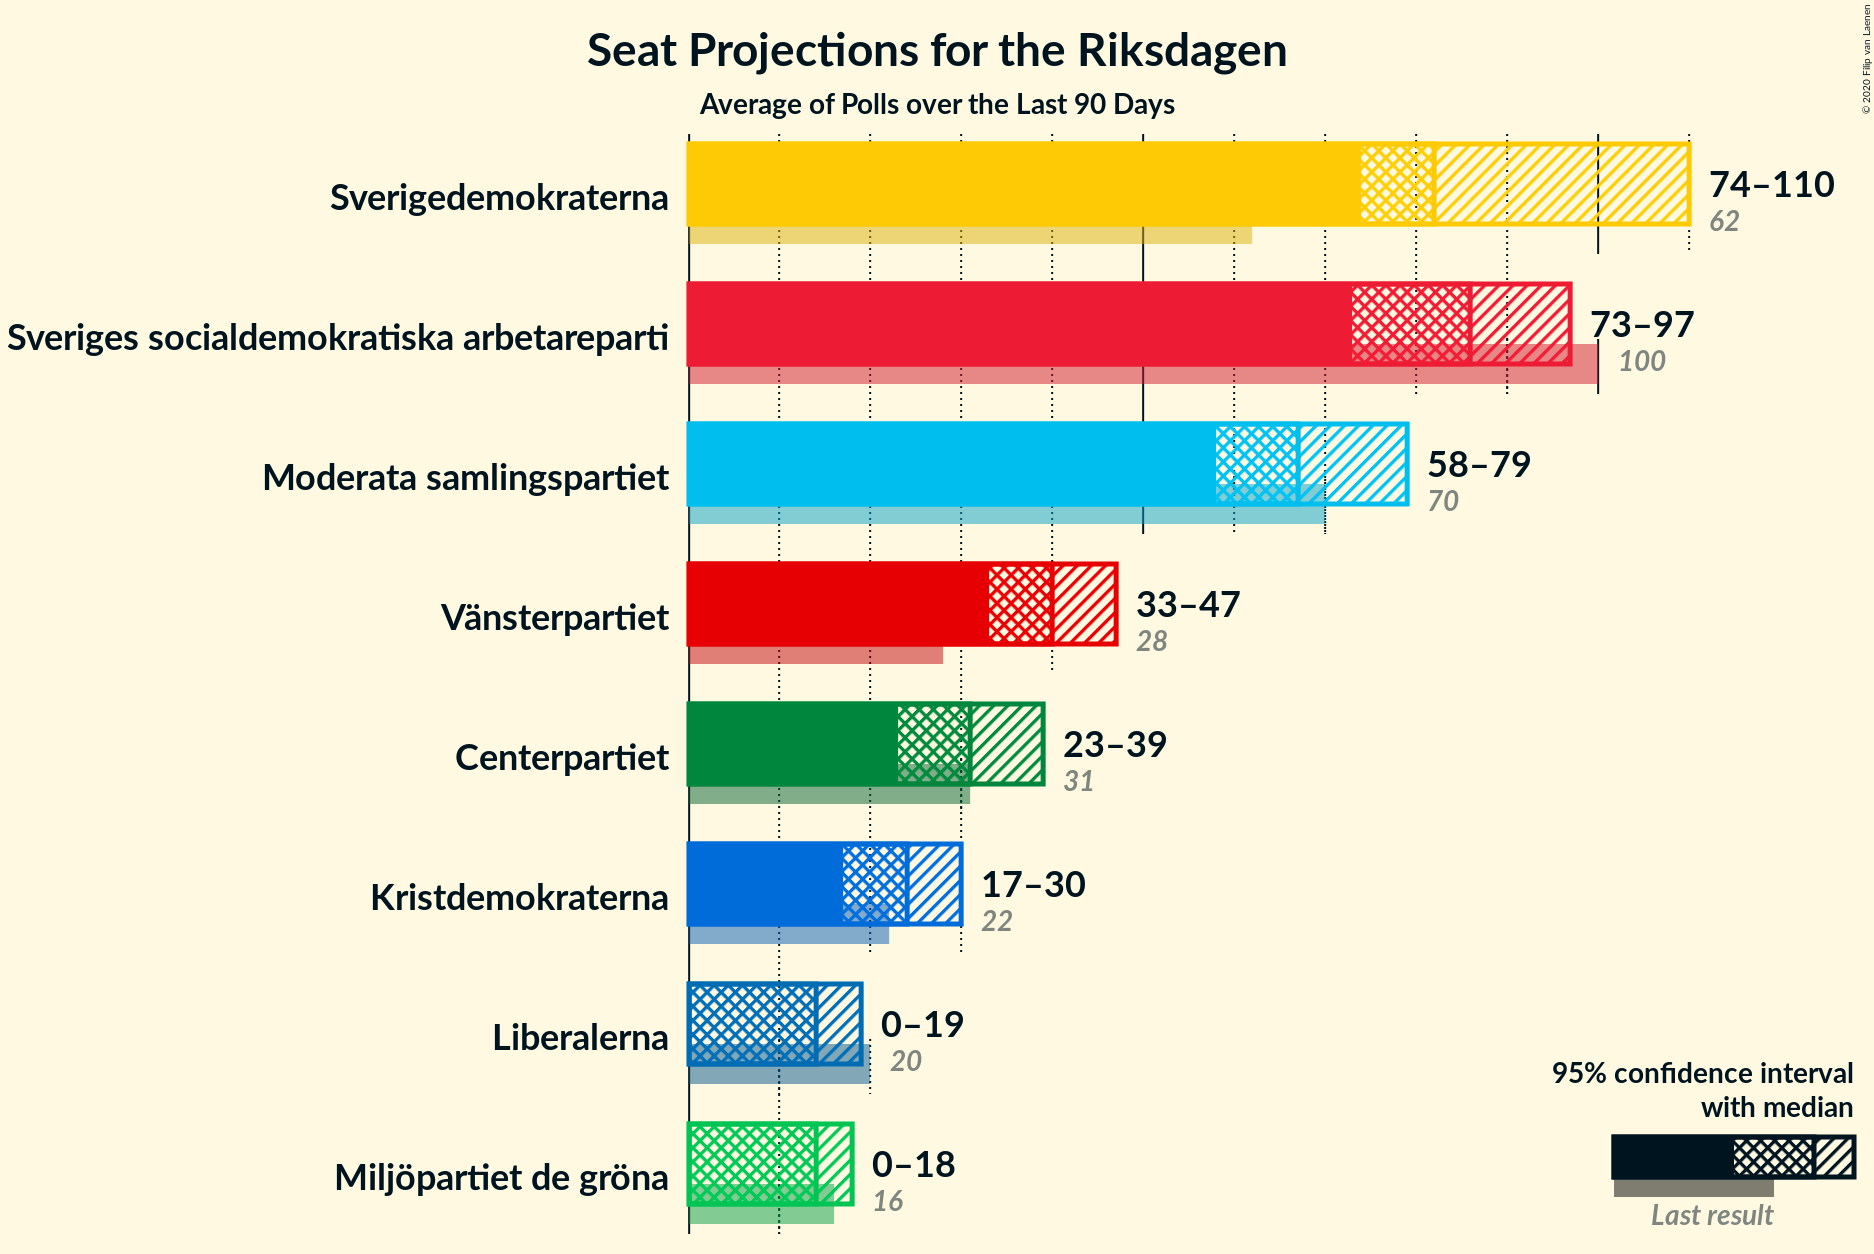 Seat Projections for the Riksdagen
Average of Polls over the Last 90 Days
© 2020 Filip van Laenen
Sverigedemokraterna
74–110
62
Sveriges socialdemokratiska arbetareparti
73–97
100
Moderata samlingspartiet
58–79
70
Vänsterpartiet
33–47
28
Centerpartiet
23–39
31
Kristdemokraterna
17–30
22
Liberalerna
0–19
20
Miljöpartiet de gröna
0–18
16
95% confidence interval
with median
Last result